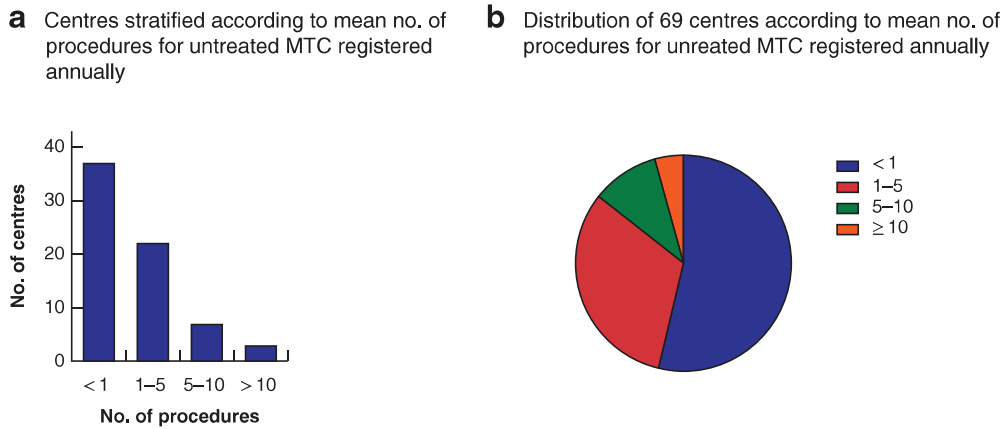 a Centres stratified according to mean no. of
procedures for untreated MTC registered
annually
40
30
20
10
0
No. of centres
< 1 1–5 5–10 > 10
No. of procedures
b Distribution of 69 centres according to mean no. of
procedures for unreated MTC registered annually
< 1
1–5
5–10
≥ 10